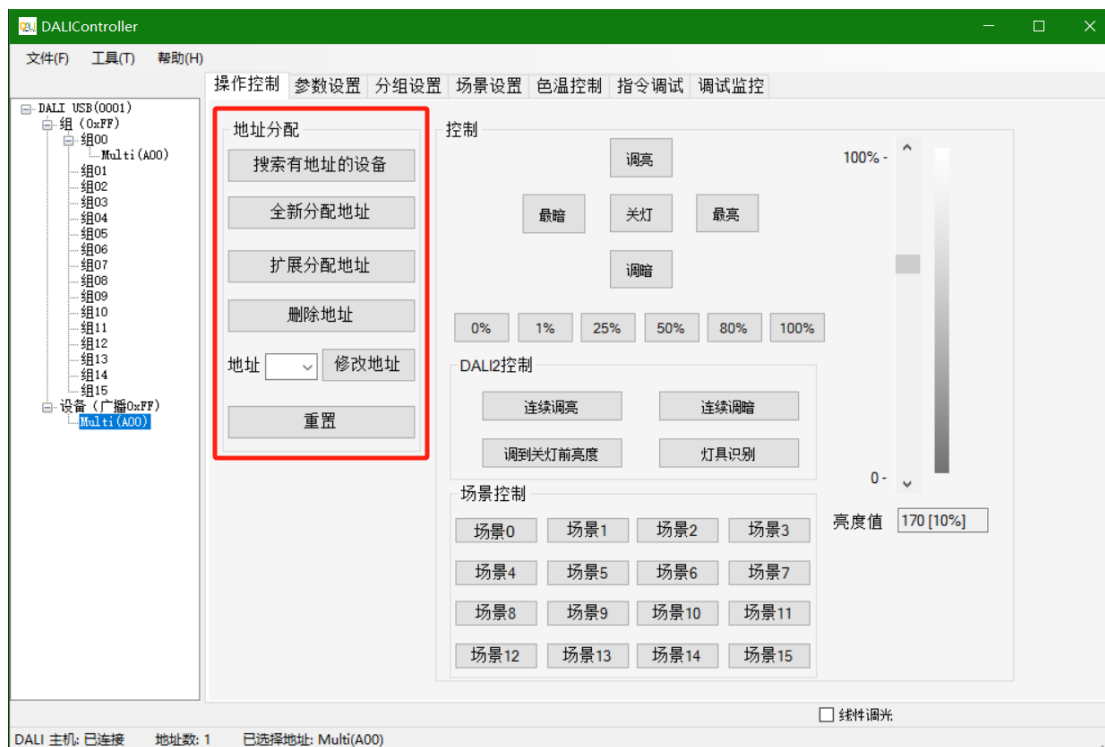 DALIController
文件(F) 工具(T) 帮助(H)
操作控制 参数设置 分组设置 场景设置 色温控制 指令调试 调试监控
DALI USB(0001)
组 (0xFF)
组00
Multi(A00)
组01
组02
组03
组04
组05
组06
组07
组08
组09
组10
组11
组12
组13
组14
组15
设备 (广播0xFF)
Multi(A00)
地址分配
搜索有地址的设备
全新分配地址
扩展分配地址
删除地址
地址 修改地址
重置
控制
调亮
最暗 关灯 最亮
调暗
0% 1% 25% 50% 80% 100%
DALI2控制
连续调亮 连续调暗
调到关灯前亮度 灯具识别
场景控制
场景0 场景1 场景2 场景3
场景4 场景5 场景6 场景7
场景8 场景9 场景10 场景11
场景12 场景13 场景14 场景15
100% -
0 -
亮度值 170 [10%]
线性调光
DALI 主机: 已连接 地址数: 1 已选择地址: Multi(A00)